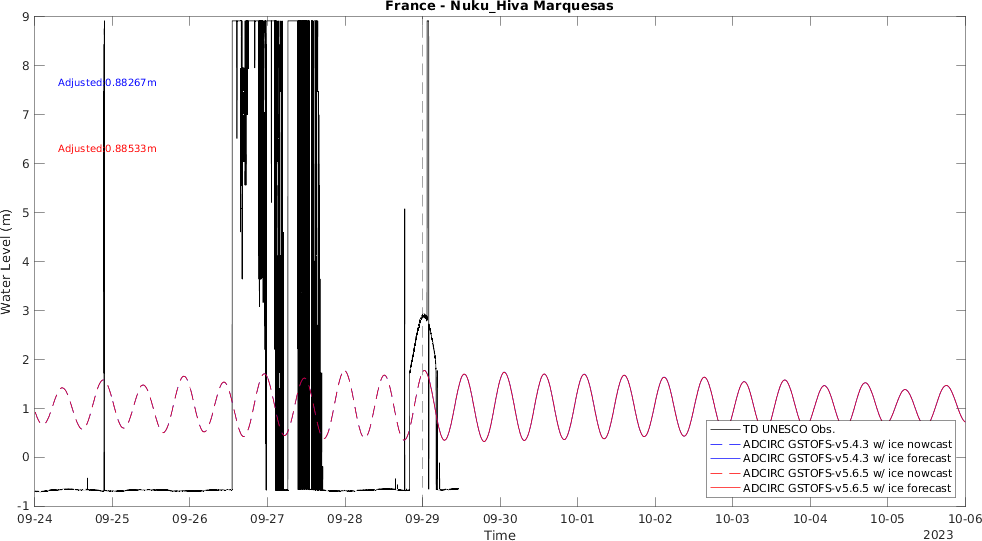 France - Nuku_Hiva Marquesas
9
8
7
6
5
4
3
2
1
0
-1
Water Level (m)
Adjusted:0.88267m
Adjusted:0.88533m
TD UNESCO Obs.
ADCIRC GSTOFS-v5.4.3 w/ ice nowcast
ADCIRC GSTOFS-v5.4.3 w/ ice forecast
ADCIRC GSTOFS-v5.6.5 w/ ice nowcast
ADCIRC GSTOFS-v5.6.5 w/ ice forecast
09-24 09-25 09-26 09-27 09-28 09-29 09-30 10-01 10-02 10-03 10-04 10-05 10-06
Time
2023